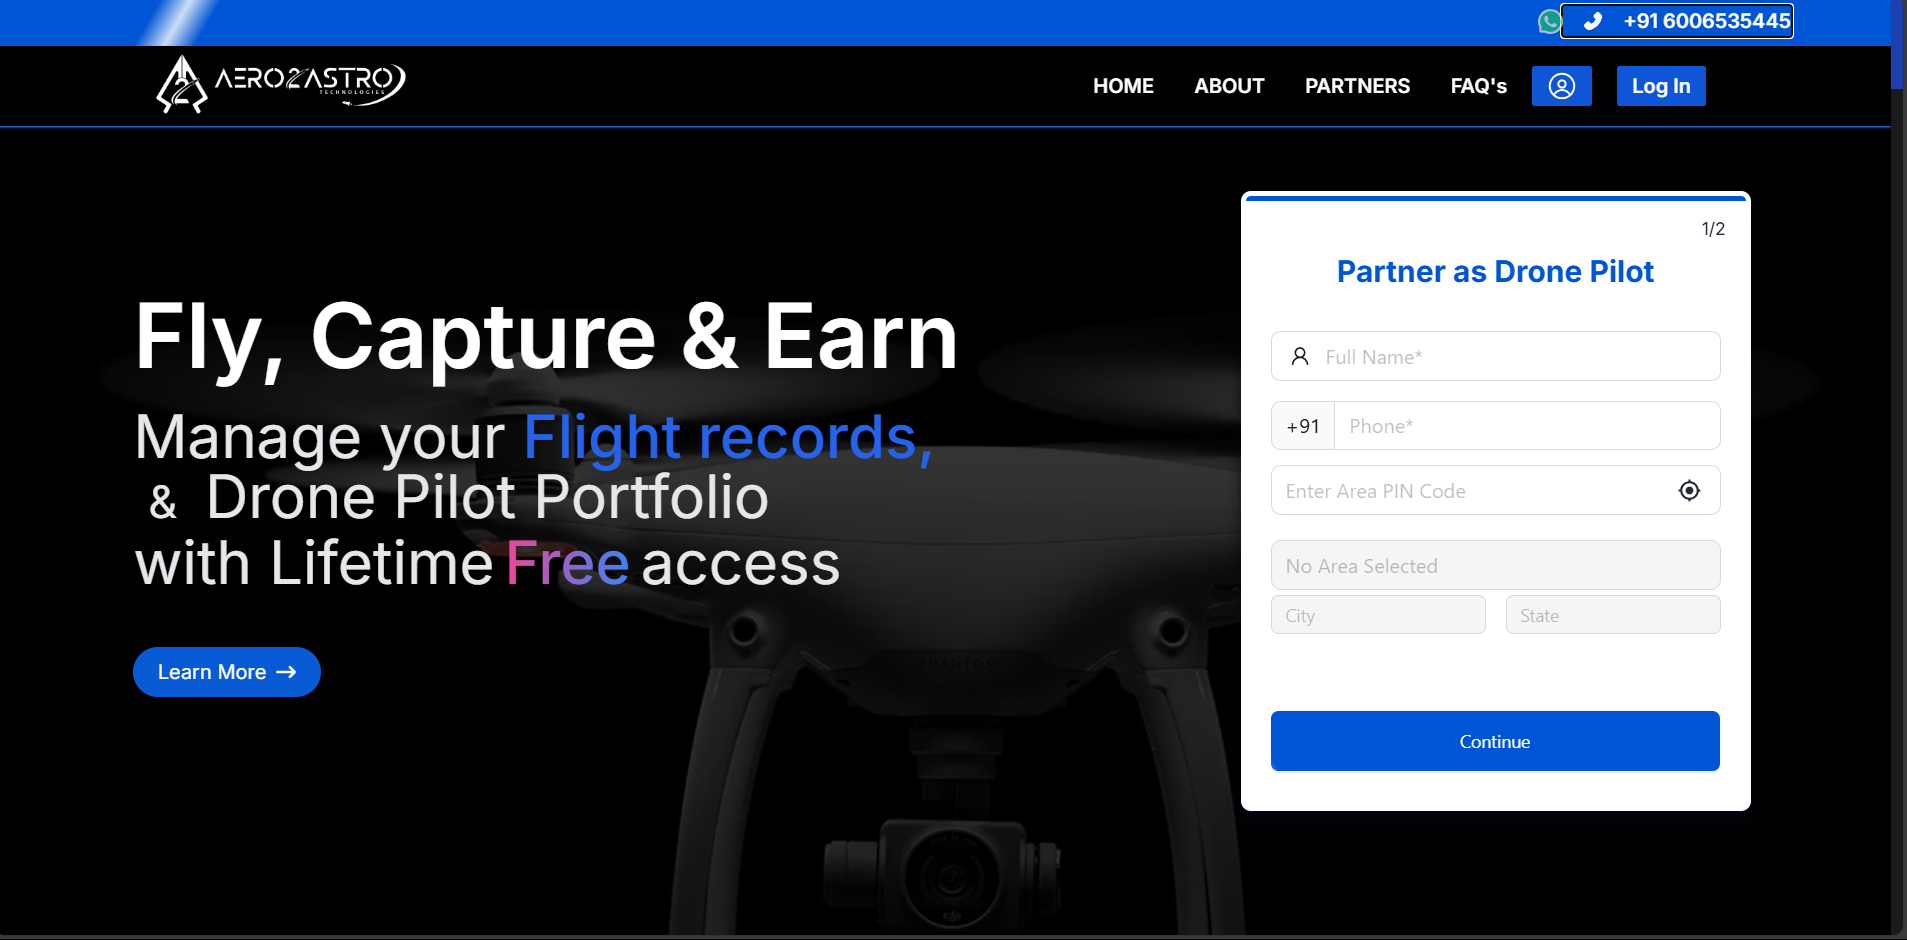 +91 6006535445
AERO2ASTRO
TECHNOLOGIES
HOME
ABOUT
PARTNERS
FAQ's
Log In
Fly, Capture & Earn
Manage your Flight records,
& Drone Pilot Portfolio
with Lifetime Free access
Learn More →
PHANTOM
dji
1/2
Partner as Drone Pilot
Full Name*
+91 Phone*
Enter Area PIN Code
No Area Selected
City
State
Continue